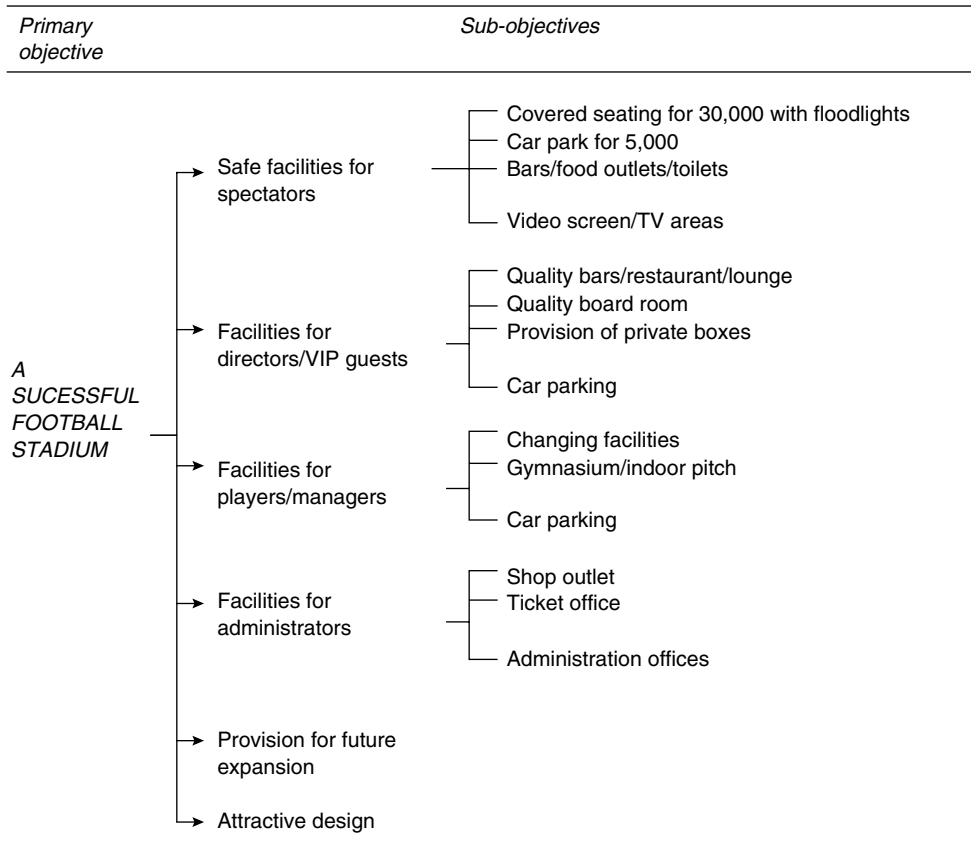 Primary
objective
Sub-objectives
A
SUCESSFUL
FOOTBALL
STADIUM
Safe facilities for
spectators
Covered seating for 30,000 with floodlights
Car park for 5,000
Bars/food outlets/toilets
Video screen/TV areas
Facilities for
directors/VIP guests
Quality bars/restaurant/lounge
Quality board room
Provision of private boxes
Car parking
Facilities for
players/managers
Changing facilities
Gymnasium/indoor pitch
Car parking
Facilities for
administrators
Shop outlet
Ticket office
Administration offices
Provision for future
expansion
Attractive design